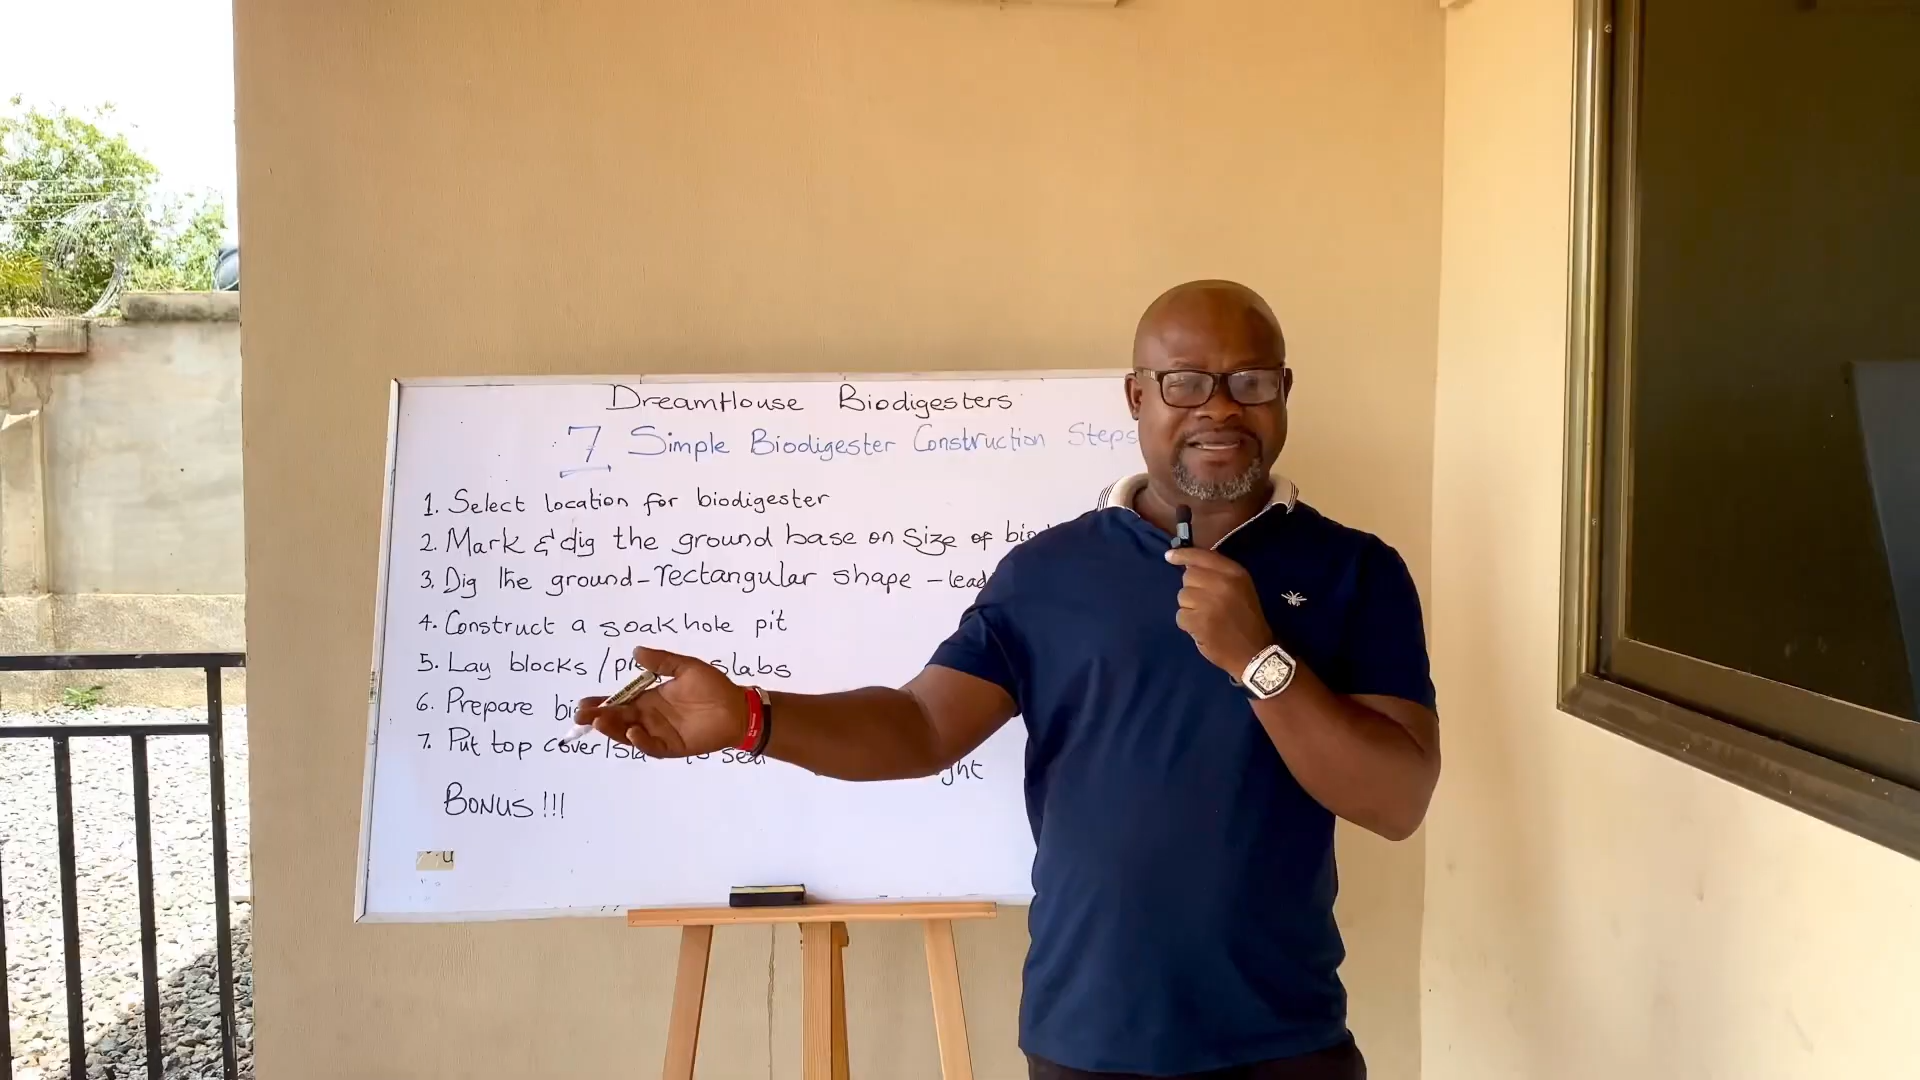 DreamHouse Biodigesters
7 Simple Biodigester Construction Steps
1. Select location for biodigester
2. Mark & dig the ground base on size of
3. Dig the ground - rectangular shape -
4. Construct a soak hole pit
5. Lay blocks / slabs
6. Prepare
7. Put top cover/
BONUS !!!